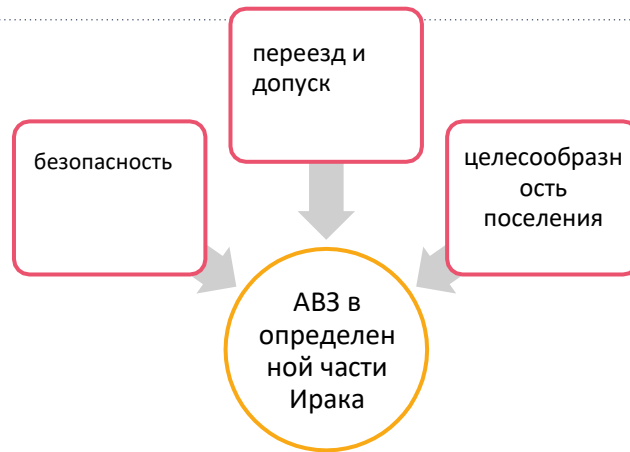 переезд и
допуск
безопасность
целесообразн
ость
поселения
АВЗ в
определен
ной части
Ирака